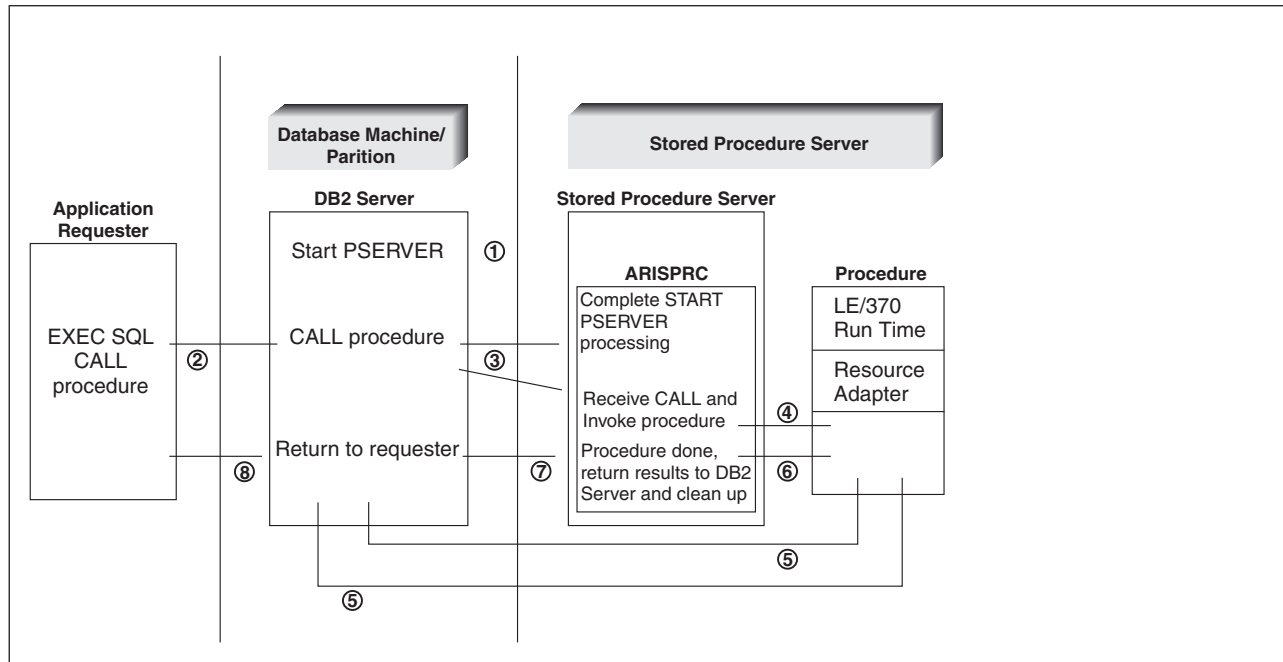 Database Machine/
Parition
Stored Procedure Server
Application
Requester
EXEC SQL
CALL
procedure
②
⑧
DB2 Server
Start PSERVER
①
CALL procedure
③
Return to requester
⑦
Stored Procedure Server
ARISPRC
Complete START
PSERVER
processing
Receive CALL and
Invoke procedure
④
Procedure done,
return results to DB2
Server and clean up
⑥
Procedure
LE/370
Run Time
Resource
Adapter
⑤
⑤